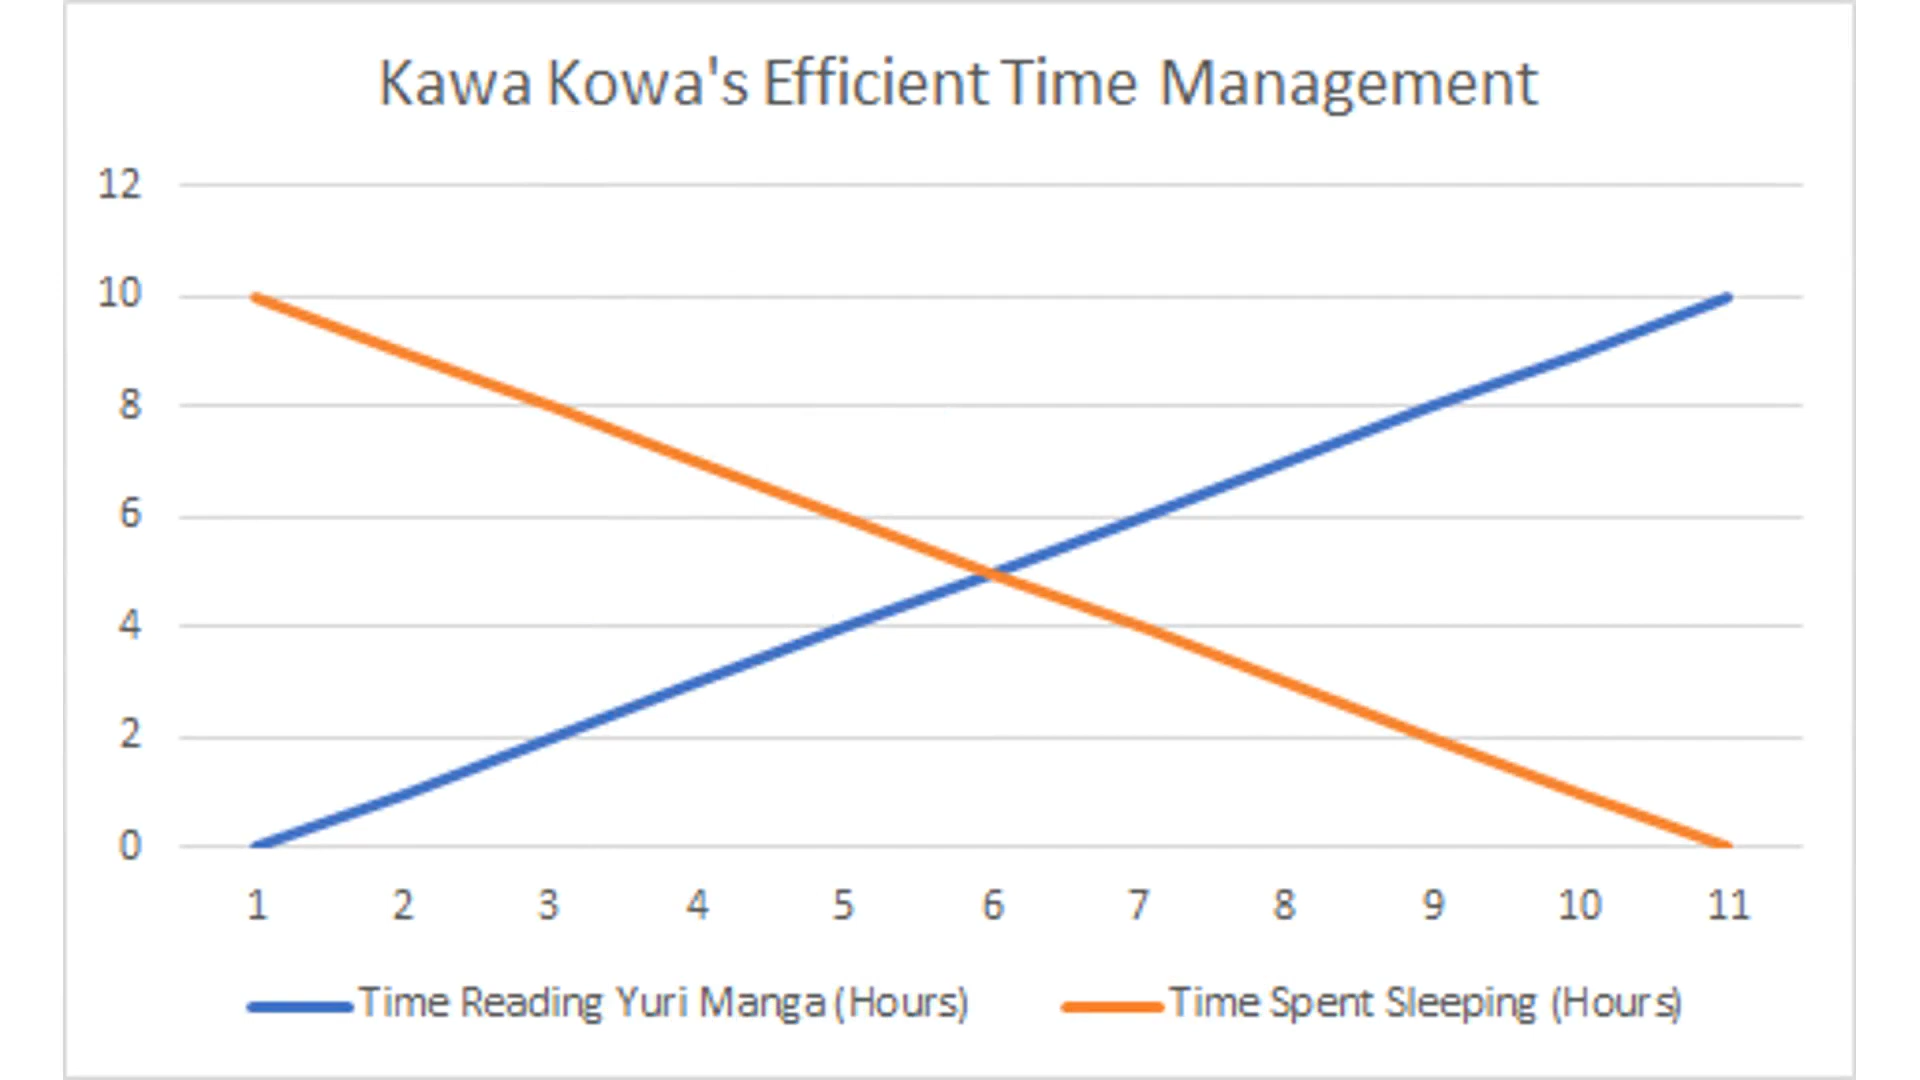 Kawa Kowa's Efficient Time Management
12
10
8
6
4
2
0
1 2 3 4 5 6 7 8 9 10 11
Time Reading Yuri Manga (Hours) Time Spent Sleeping (Hours)